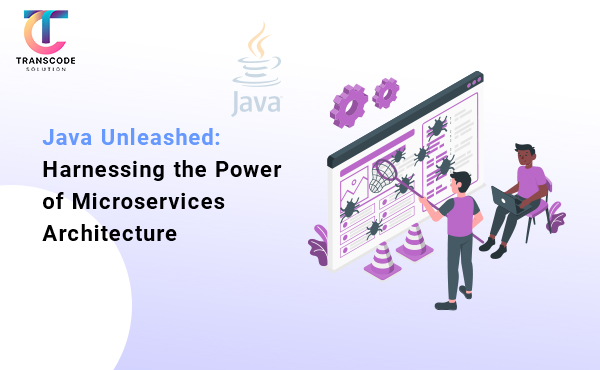 TRANSCODE
SOLUTION
Java
Java Unleashed:
Harnessing the Power
of Microservices
Architecture